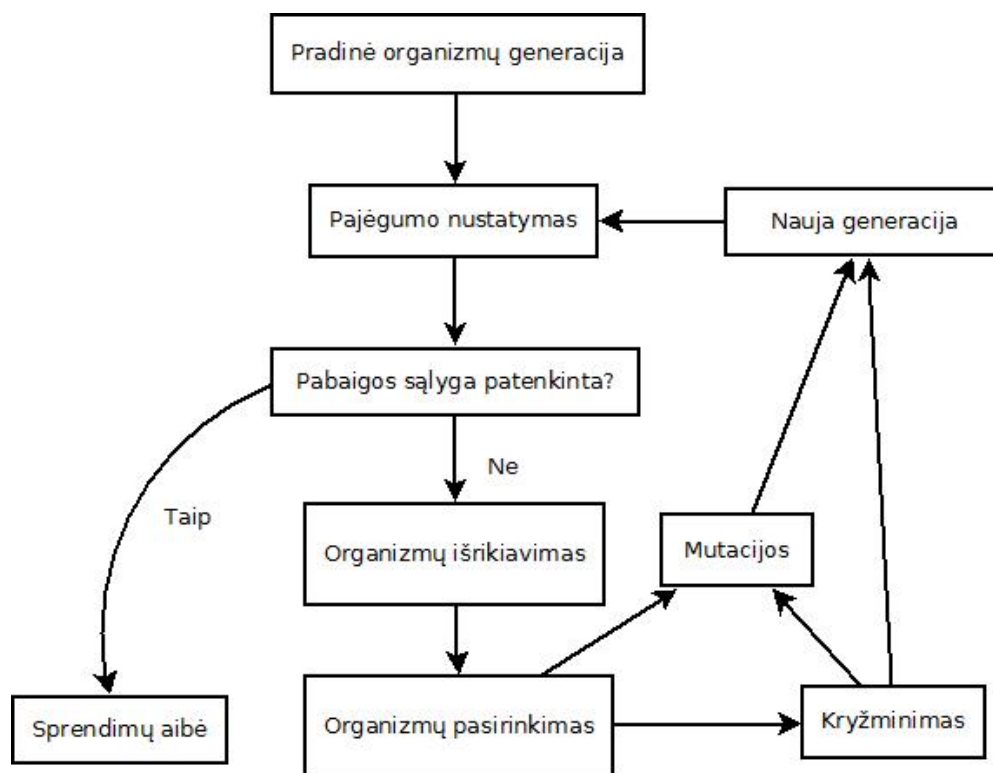 Pradinė organizmų generacija
Pajėgumo nustatymas
Nauja generacija
Pabaigos sąlyga patenkinta?
Ne
Taip
Organizmų išrikiavimas
Mutacijos
Sprendimų aibė
Organizmų pasirinkimas
Kryžminimas